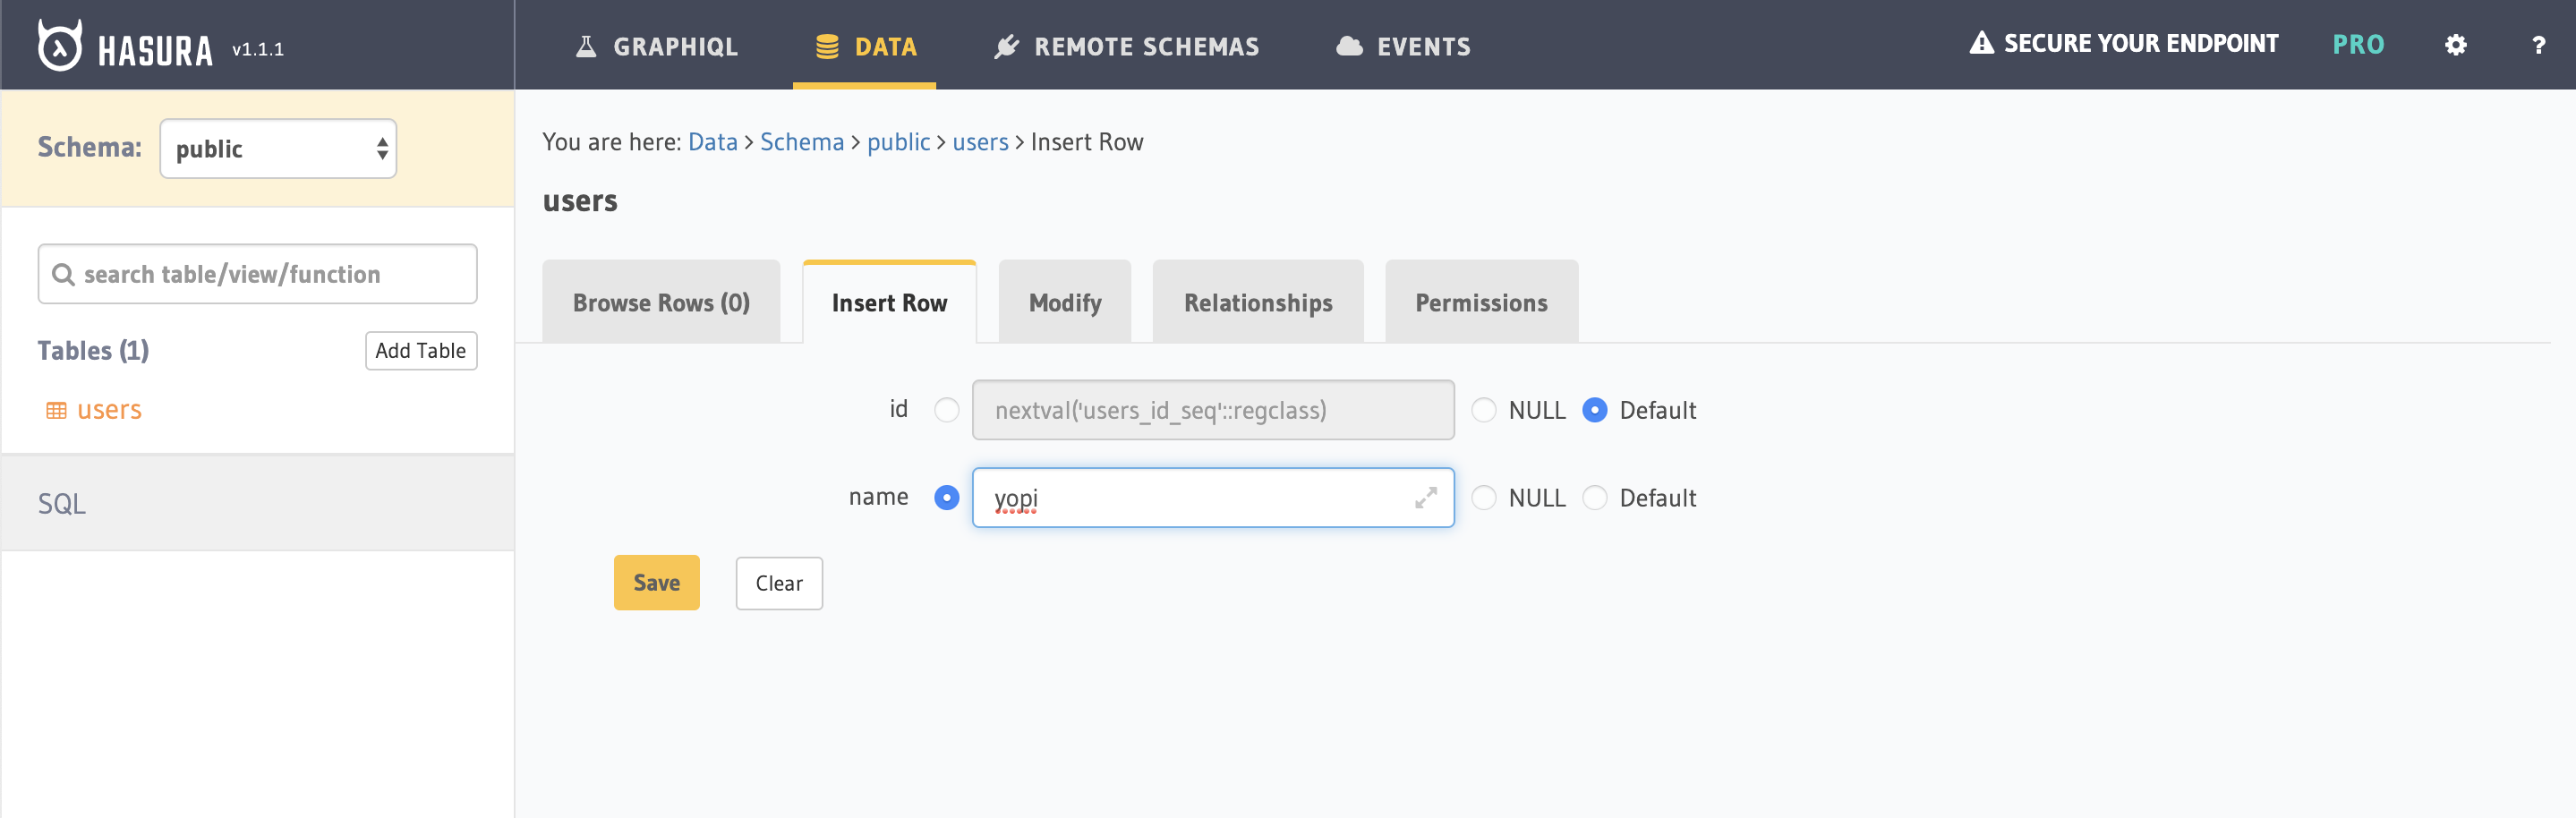 HASURA v1.1.1
GRAPHIQL DATA REMOTE SCHEMAS EVENTS
SECURE YOUR ENDPOINT PRO ?
Schema: public
search table/view/function
Tables (1) Add Table
users
SQL
You are here: Data > Schema > public > users > Insert Row
users
Browse Rows (0) Insert Row Modify Relationships Permissions
id nextval('users_id_seq'::regclass) NULL Default
name yopi NULL Default
Save Clear